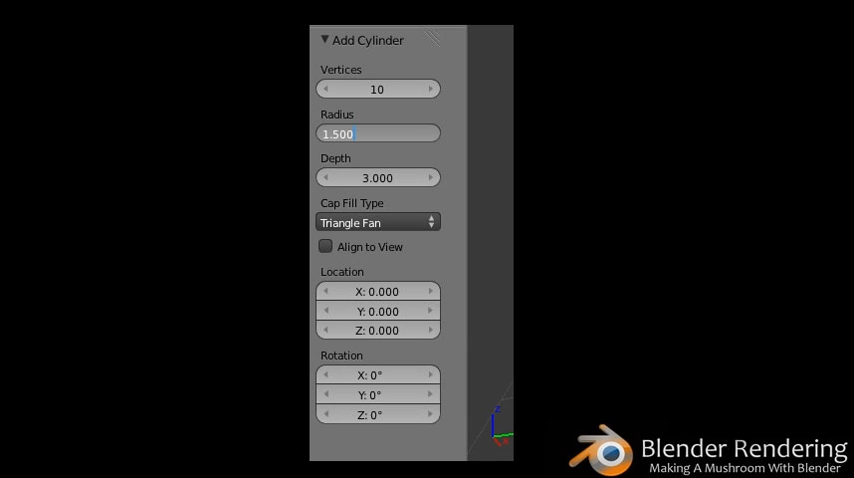 Add Cylinder
Vertices
10
Radius
1.500
Depth
3.000
Cap Fill Type
Triangle Fan
Align to View
Location
X: 0.000
Y: 0.000
Z: 0.000
Rotation
X: 0°
Y: 0°
Z: 0°
z
x
Blender Rendering
Making A Mushroom With Blender